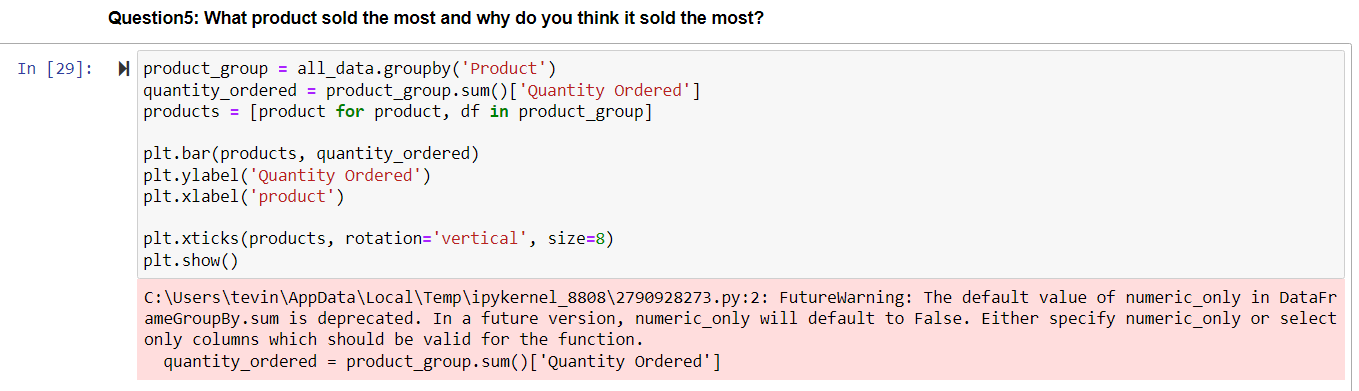 Question5: What product sold the most and why do you think it sold the most?
In [29]:
product_group = all_data.groupby('Product')
quantity_ordered = product_group.sum()['Quantity Ordered']
products = [product for product, df in product_group]

plt.bar(products, quantity_ordered)
plt.ylabel('Quantity Ordered')
plt.xlabel('product')

plt.xticks(products, rotation='vertical', size=8)
plt.show()
C:\Users\tevin\AppData\Local\Temp\ipykernel_8808\2790928273.py:2: FutureWarning: The default value of numeric_only in DataFr
ameGroupBy.sum is deprecated. In a future version, numeric_only will default to False. Either specify numeric_only or select
only columns which should be valid for the function.
  quantity_ordered = product_group.sum()['Quantity Ordered']